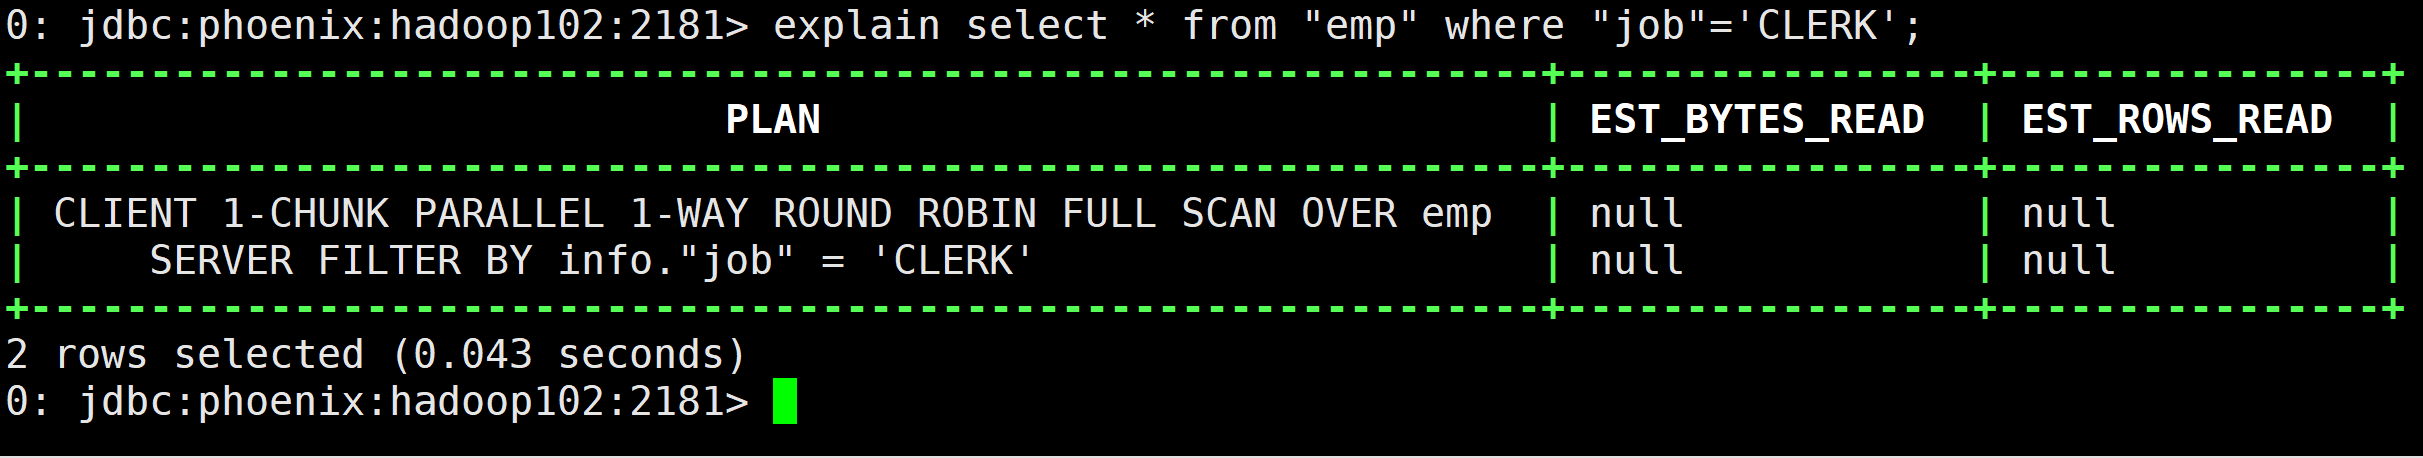 0: jdbc:phoenix:hadoop102:2181> explain select * from "emp" where "job"='CLERK';
+---------------------------------------------------------------+-----------------+----------------+
|                              PLAN                              | EST_BYTES_READ  | EST_ROWS_READ  |
+---------------------------------------------------------------+-----------------+----------------+
| CLIENT 1-CHUNK PARALLEL 1-WAY ROUND ROBIN FULL SCAN OVER emp  | null            | null           |
|     SERVER FILTER BY info."job" = 'CLERK'                      | null            | null           |
+---------------------------------------------------------------+-----------------+----------------+
2 rows selected (0.043 seconds)
0: jdbc:phoenix:hadoop102:2181>